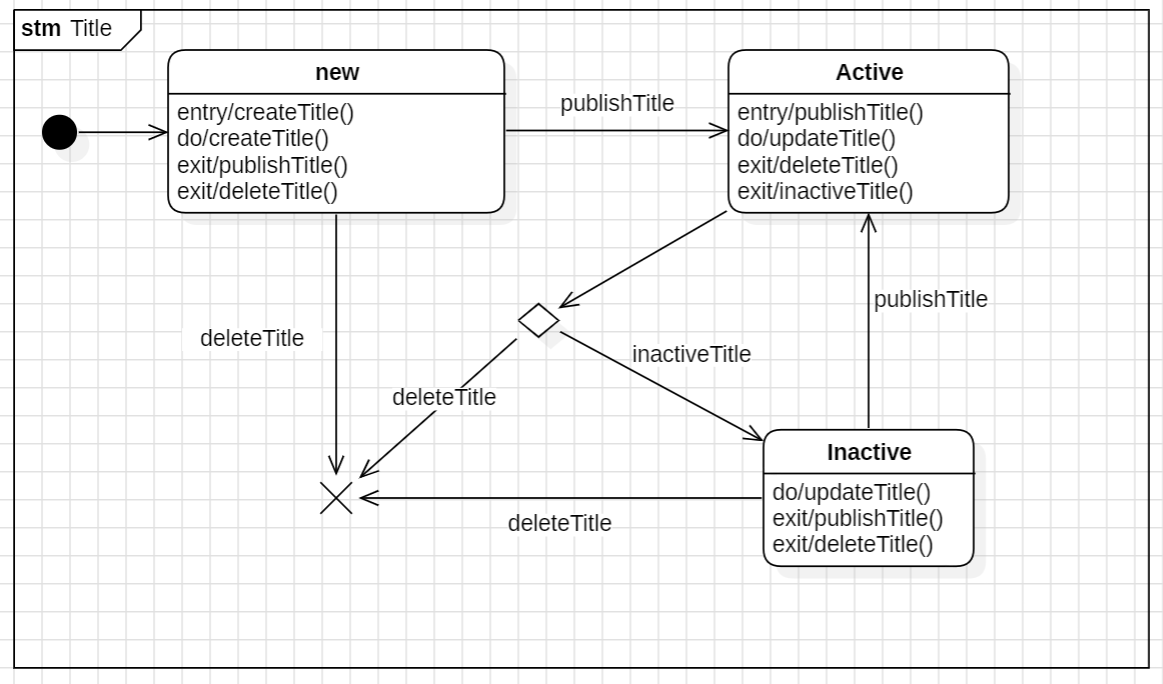 stm Title
new
entry/createTitle()
do/createTitle()
exit/publishTitle()
exit/deleteTitle()
publishTitle
Active
entry/publishTitle()
do/updateTitle()
exit/deleteTitle()
exit/inactiveTitle()
publishTitle
deleteTitle
inactiveTitle
deleteTitle
Inactive
do/updateTitle()
exit/publishTitle()
exit/deleteTitle()
deleteTitle